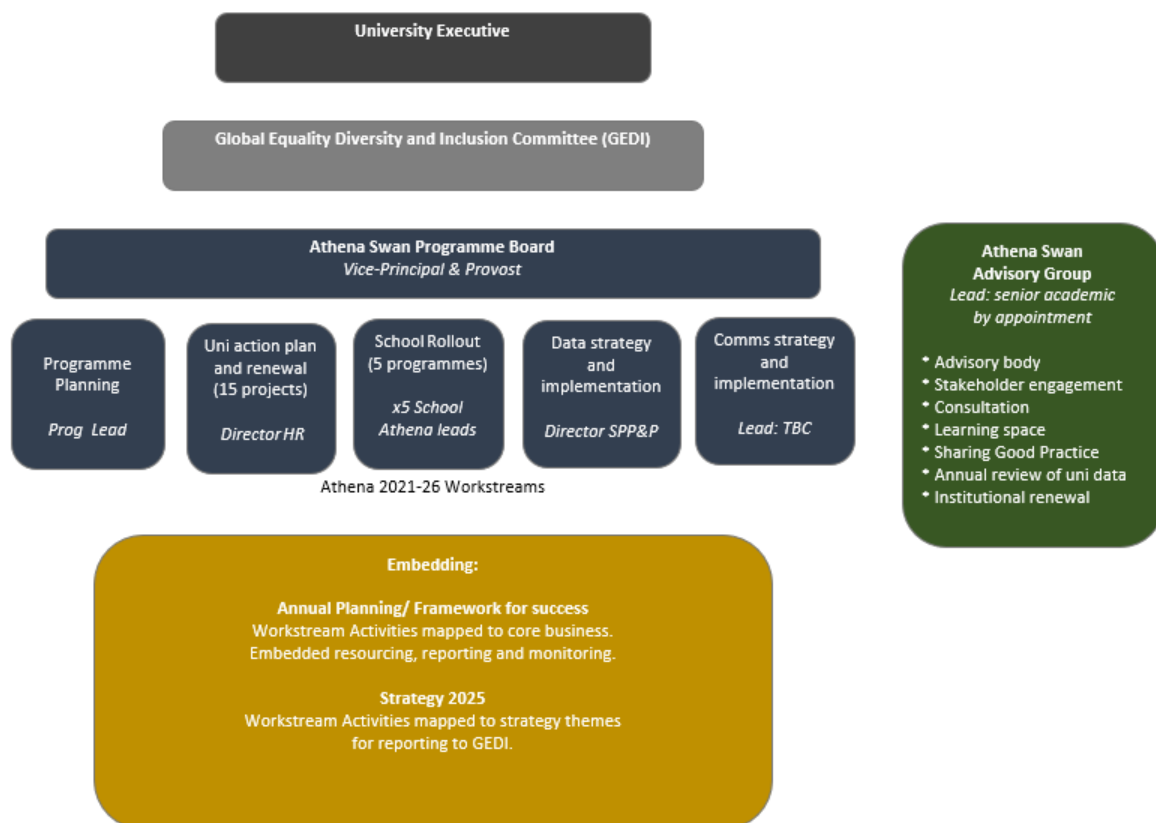 University Executive
Global Equality Diversity and Inclusion Committee (GEDI)
Athena Swan Programme Board
Vice-Principal & Provost
Programme
Planning
Prog Lead
Uni action plan
and renewal
(15 projects)
Director HR
School Rollout
(5 programmes)
x5 School
Athena leads
Data strategy
and
implementation
Director SPP&P
Comms strategy
and
implementation
Lead: TBC
Athena 2021-26 Workstreams
Athena Swan
Advisory Group
Lead: senior academic
by appointment
* Advisory body
* Stakeholder engagement
* Consultation
* Learning space
* Sharing Good Practice
* Annual review of uni data
* Institutional renewal
Embedding:
Annual Planning/ Framework for success
Workstream Activities mapped to core business.
Embedded resourcing, reporting and monitoring.
Strategy 2025
Workstream Activities mapped to strategy themes
for reporting to GEDI.